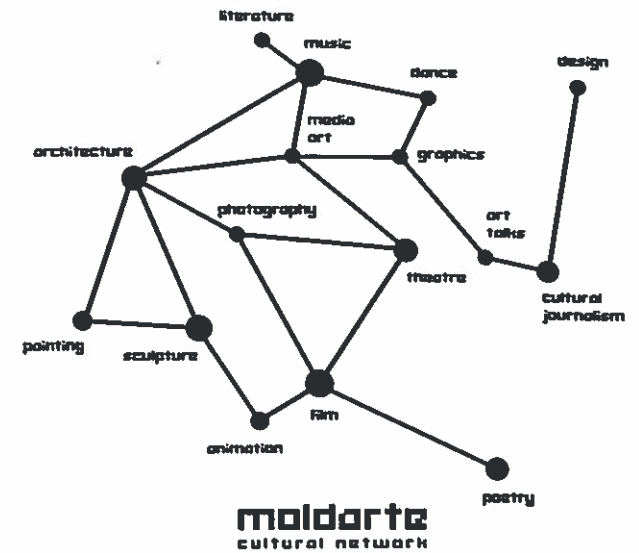 literature
music
dance
design
media
art
architecture
graphics
photography
art
talks
theatre
cultural
journalism
painting
sculpture
film
animation
poetry
moldarte
cultural network